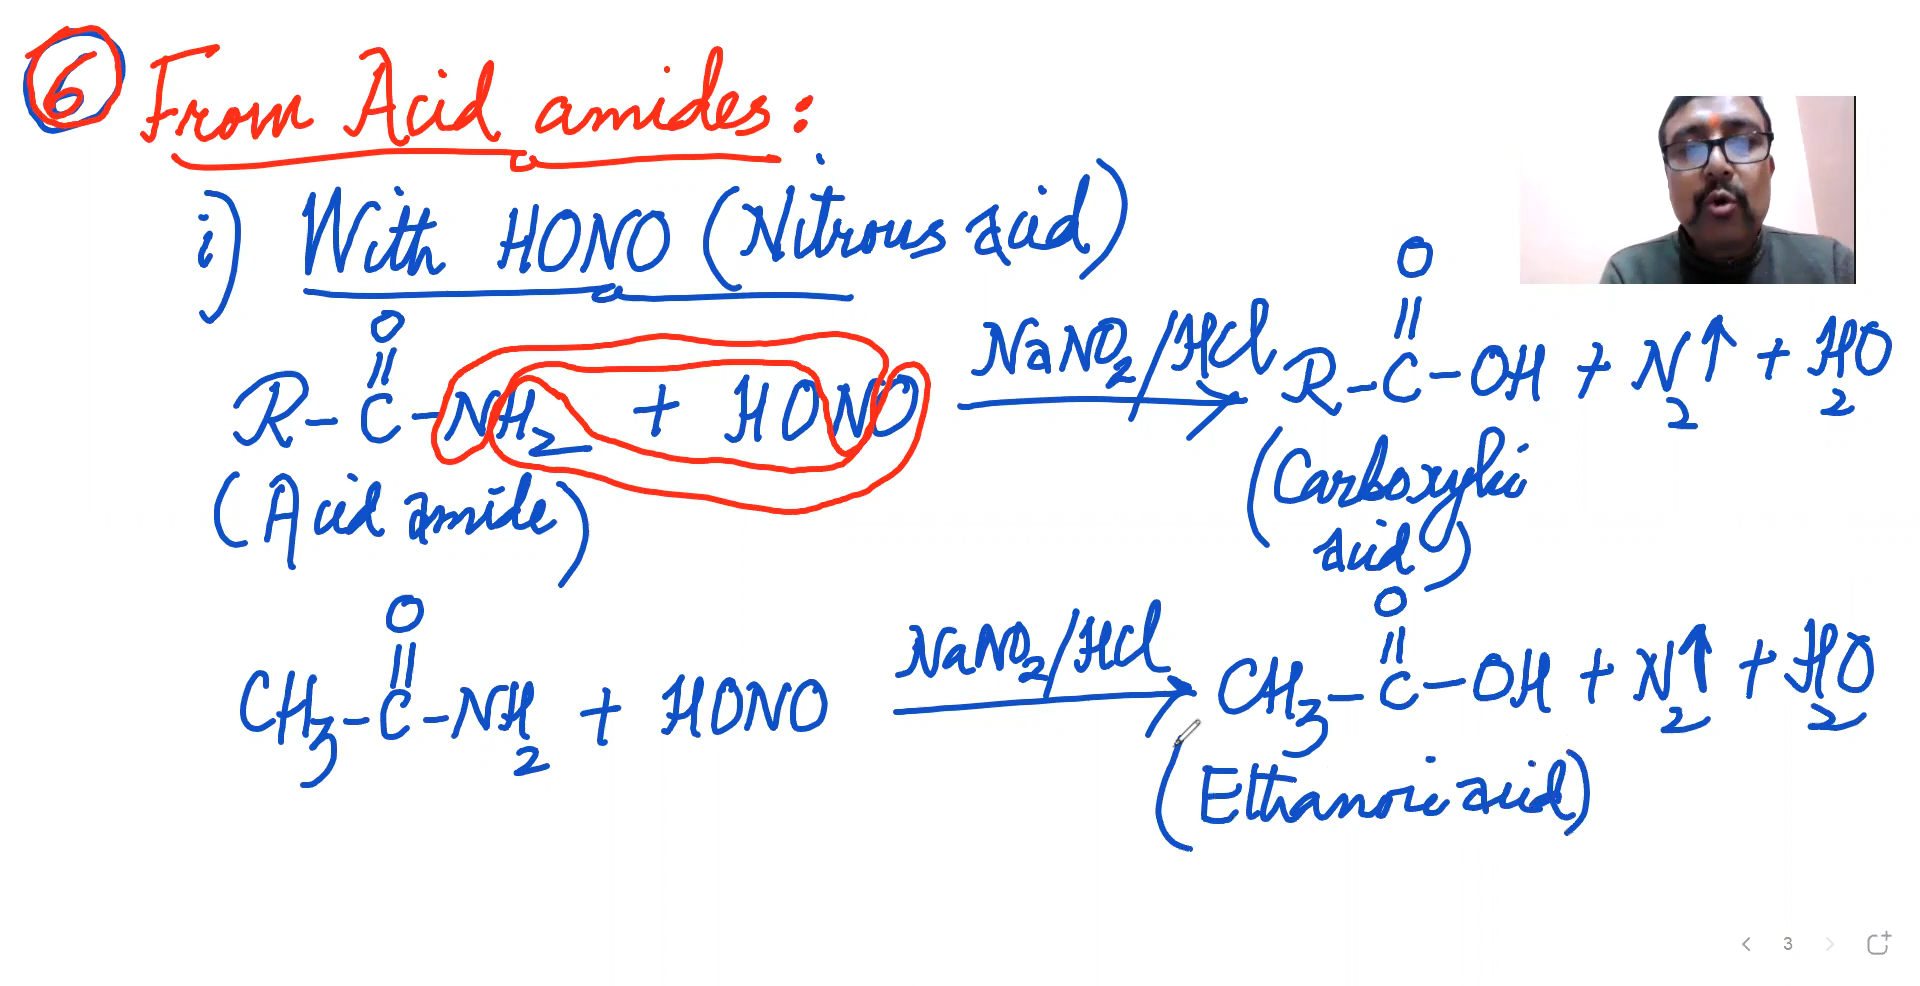 6 From Acid amides:
i) With HONO (Nitrous acid)
O
||
R-C-NH2 + HONO NaNO2/HCl
(Acid amide)
O
||
R-C-OH + N2↑ + H2O
(Carboxylic
acid)
O
||
CH3-C-NH2 + HONO NaNO2/HCl
O
||
CH3-C-OH + N2↑ + H2O
(Ethanoic acid)
3